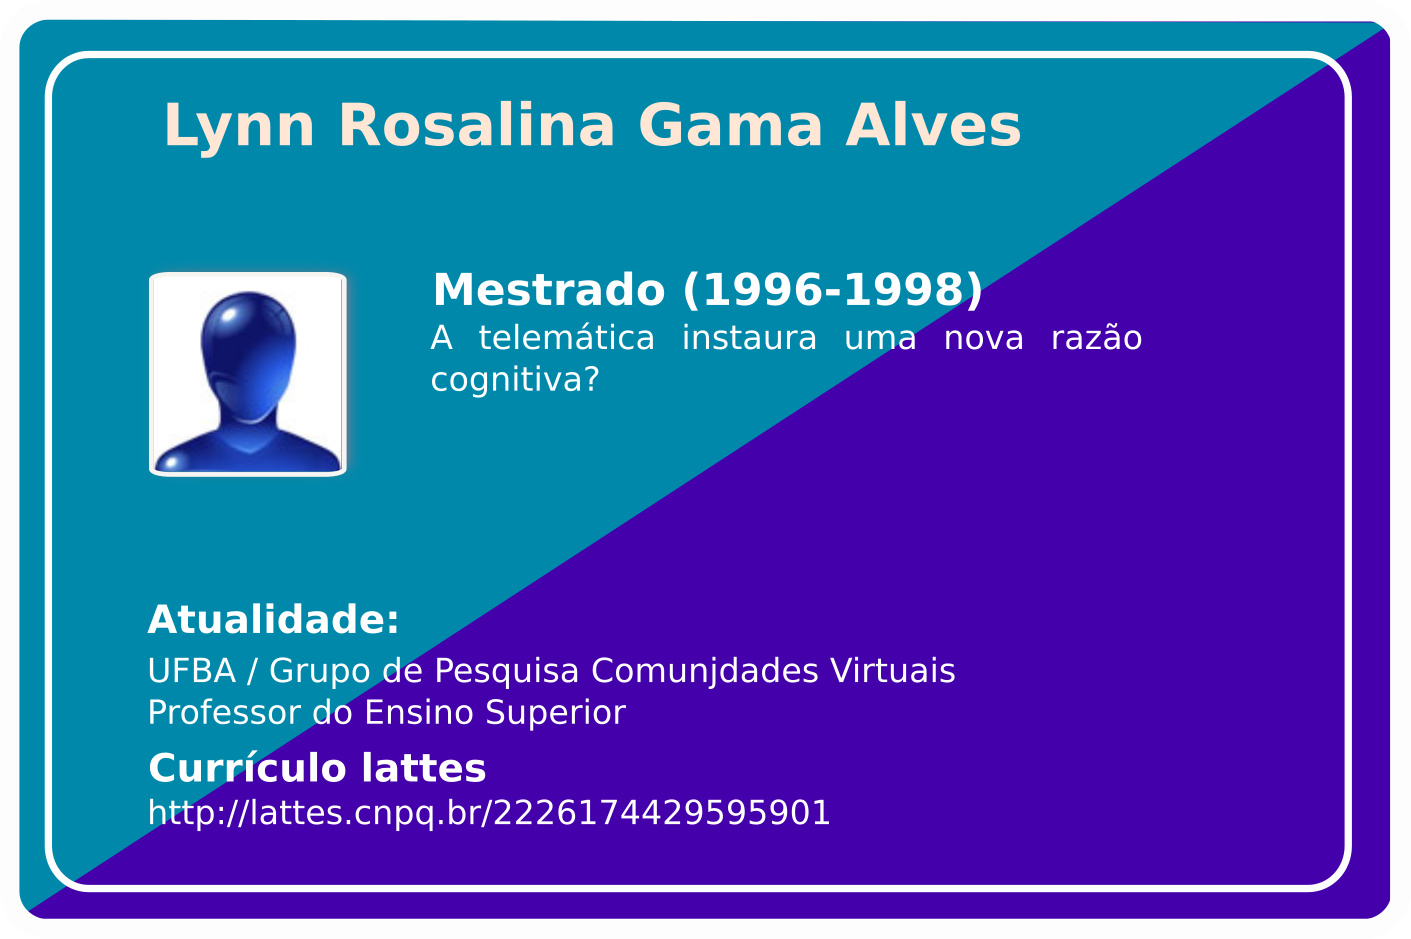 Lynn Rosalina Gama Alves
Mestrado (1996-1998)
A telemática instaura uma nova razão
cognitiva?
Atualidade:
UFBA / Grupo de Pesquisa Comunjdades Virtuais
Professor do Ensino Superior
Currículo lattes
http://lattes.cnpq.br/2226174429595901